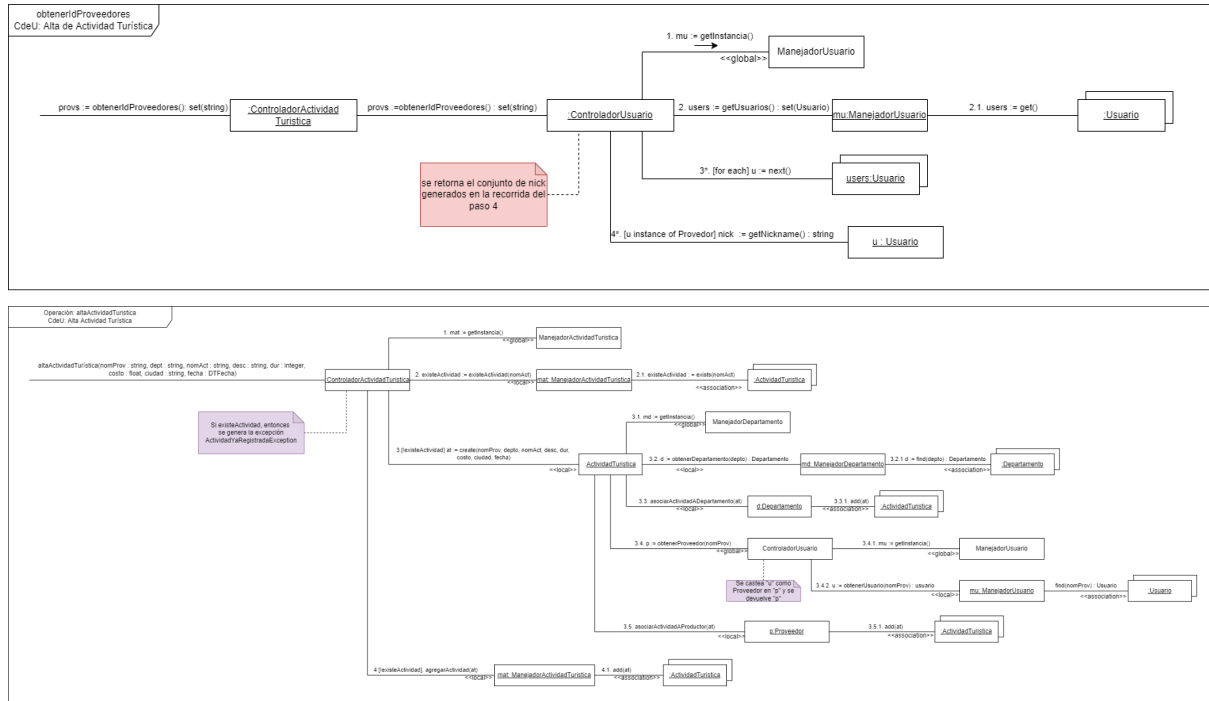 obtenerIdProveedores
CdeU: Alta de Actividad Turística
1. mu := getInstancia()
<<global>>
ManejadorUsuario
provs := obtenerIdProveedores(): set(string)
:ControladorActividad
Turistica
provs :=obtenerIdProveedores() : set(string)
:ControladorUsuario
2. users := getUsuarios() : set(Usuario)
mu:ManejadorUsuario
2.1. users := get()
:Usuario
se retorna el conjunto de nick
generados en la recorrida del
paso 4
3*. [for each] u := next()
users:Usuario
4*. [u instance of Provedor] nick := getNickname() : string
u : Usuario
Operación: altaActividadTuristica
CdeU: Alta Actividad Turística
1. mat := getInstancia()
<<global>>
ManejadorActividadTuristica
altaActividadTurística(nomProv : string, dept : string, nomAct : string, desc : string, dur : integer,
costo : float, ciudad : string, fecha : DTFecha)
:ControladorActividadTuristica
2. existeActividad := existeActividad(nomAct)
<<local>>
mat: ManejadorActividadTuristica
2.1. existeActividad := exists(nomAct)
<<association>>
:ActividadTuristica
Si existeActividad, entonces
se genera la excepción
ActividadYaRegistradaException
3.1. md := getInstancia()
<<global>>
ManejadorDepartamento
3 [!existeActividad] at := create(nomProv, depto, nomAct, desc, dur,
costo, ciudad, fecha)
<<local>>
:ActividadTuristica
3.2. d := obtenerDepartamento(depto) : Departamento
<<local>>
md: ManejadorDepartamento
3.2.1 d := find(depto) : Departamento
<<association>>
:Departamento
3.3. asociarActividadADepartamento(at)
<<local>>
d:Departamento
3.3.1. add(at)
<<association>>
:ActividadTuristica
3.4. p := obtenerProveedor(nomProv)
<<global>>
ControladorUsuario
3.4.1. mu := getInstancia()
<<global>>
ManejadorUsuario
Se castea "u" como
Proveedor en "p" y se
devuelve "p"
3.4.2. u := obtenerUsuario(nomProv) : usuario
<<local>>
mu: ManejadorUsuario
find(nomProv) : Usuario
<<association>>
:Usuario
3.5. asociarActividadAProductor(at)
<<local>>
p:Proveedor
3.5.1. add(at)
<<association>>
:ActividadTuristica
4 [!existeActividad]. agregarActividad(at)
<<local>>
mat: ManejadorActividadTuristica
4.1. add(at)
<<association>>
:ActividadTuristica